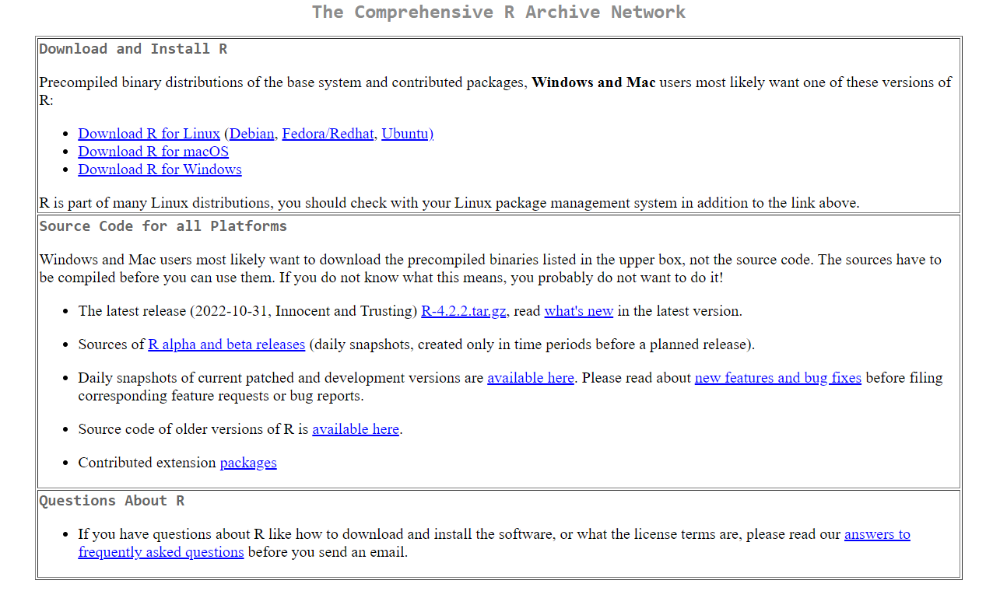 The Comprehensive R Archive Network
Download and Install R
Precompiled binary distributions of the base system and contributed packages, Windows and Mac users most likely want one of these versions of
R:
Download R for Linux (Debian, Fedora/Redhat, Ubuntu)
Download R for macOS
Download R for Windows
R is part of many Linux distributions, you should check with your Linux package management system in addition to the link above.
Source Code for all Platforms
Windows and Mac users most likely want to download the precompiled binaries listed in the upper box, not the source code. The sources have to
be compiled before you can use them. If you do not know what this means, you probably do not want to do it!
The latest release (2022-10-31, Innocent and Trusting) R-4.2.2.tar.gz, read what's new in the latest version.
Sources of R alpha and beta releases (daily snapshots, created only in time periods before a planned release).
Daily snapshots of current patched and development versions are available here. Please read about new features and bug fixes before filing
corresponding feature requests or bug reports.
Source code of older versions of R is available here.
Contributed extension packages
Questions About R
If you have questions about R like how to download and install the software, or what the license terms are, please read our answers to
frequently asked questions before you send an email.